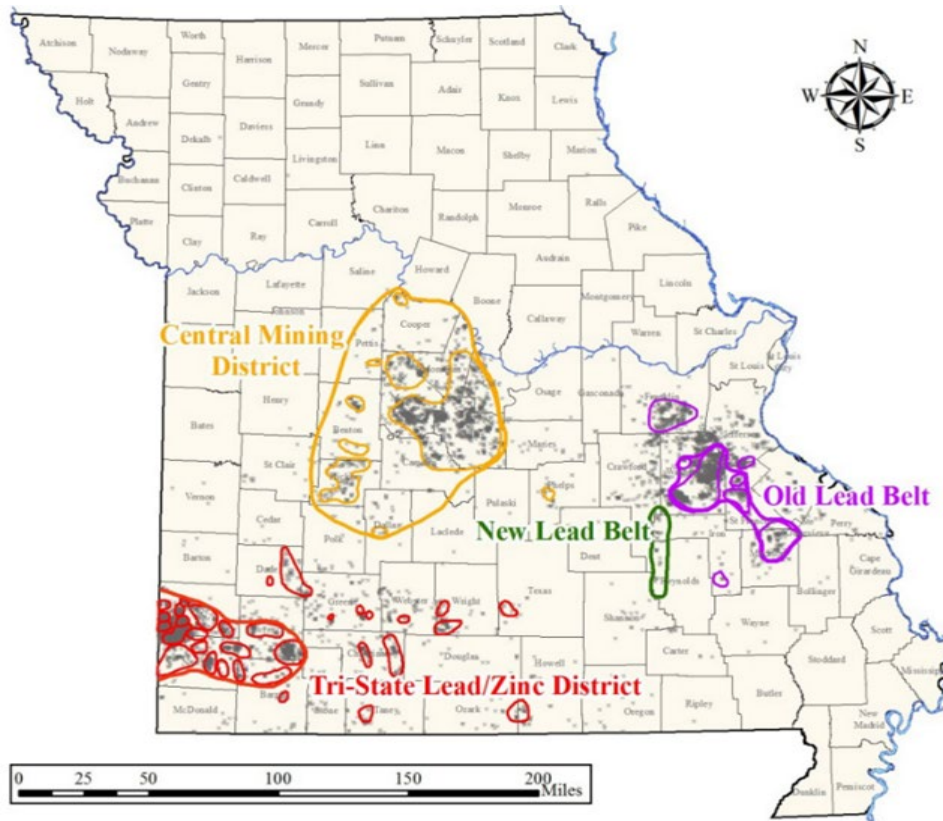 Atchison
Nodaway
Worth
Mercer
Putnam
Schuyler
Scotland
Clark
Harrison
Gentry
Sullivan
Adair
Knox
Lewis
Holt
Andrew
Dekalb
Daviess
Grundy
Livingston
Linn
Macon
Shelby
Marion
Buchanan
Clinton
Caldwell
Platte
Clay
Ray
Carroll
Chariton
Randolph
Monroe
Ralls
Pike
Audrain
N
W
E
S
Jackson
Lafayette
Johnson
Saline
Howard
Boone
Callaway
Montgomery
Lincoln
Warren
St Charles
Cooper
Pettis
Central Mining
District
Henry
Bates
Benton
Osage
Gasconade
Franklin
St Louis
Jefferson
Maries
Crawford
Phelps
Pulaski
Vernon
St Clair
Cedar
Polk
Dallas
Laclede
Dent
Iron
Perry
Old Lead Belt
New Lead Belt
Barton
Dade
Greene
Webster
Wright
Texas
Reynolds
Shannon
Wayne
Bollinger
Cape
Girardeau
Scott
Mississippi
Stoddard
Carter
Butler
Ripley
Oregon
Howell
Douglas
Ozark
Taney
Stone
Barry
McDonald
New
Madrid
Dunklin
Pemiscot
Tri-State Lead/Zinc District
0
25
50
100
150
200
Miles